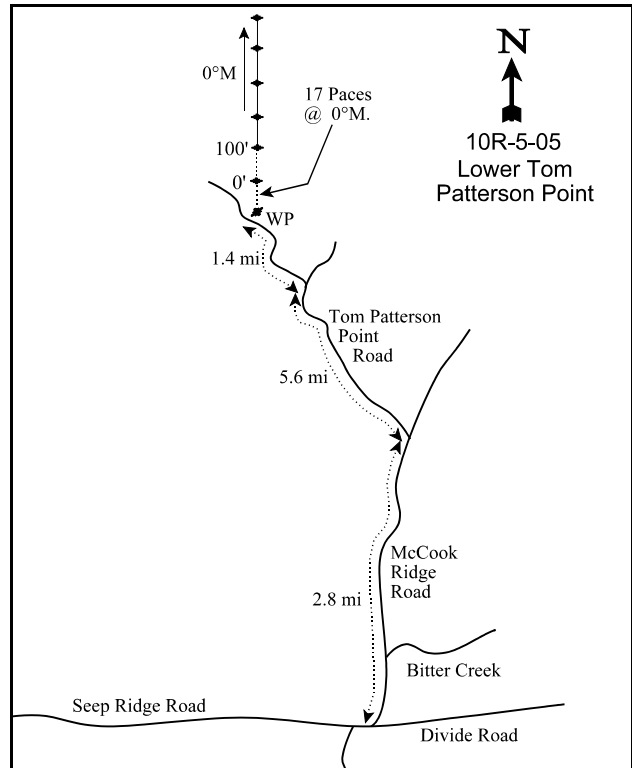 N
10R-5-05
Lower Tom
Patterson Point
0°M
17 Paces
@ 0°M.
100'
0'
WP
1.4 mi
Tom Patterson
Point
Road
5.6 mi
McCook
Ridge
Road
2.8 mi
Bitter Creek
Seep Ridge Road
Divide Road